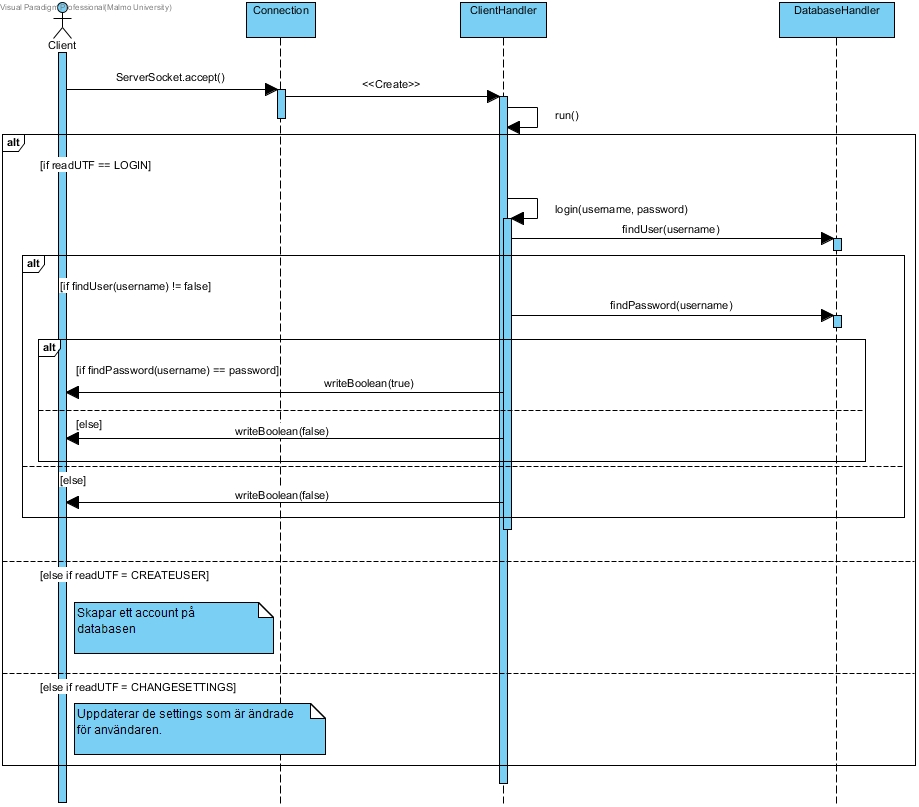 Visual Paradigm Professional(Malmo University)
Client
Connection
ClientHandler
DatabaseHandler
ServerSocket.accept()
<<Create>>
run()
alt
[if readUTF == LOGIN]
login(username, password)
findUser(username)
alt
[if findUser(username) != false]
findPassword(username)
alt
[if findPassword(username) == password]
writeBoolean(true)
[else]
writeBoolean(false)
[else]
writeBoolean(false)
[else if readUTF = CREATEUSER]
Skapar ett account på
databasen
[else if readUTF = CHANGESETTINGS]
Uppdaterar de settings som är ändrade
för användaren.